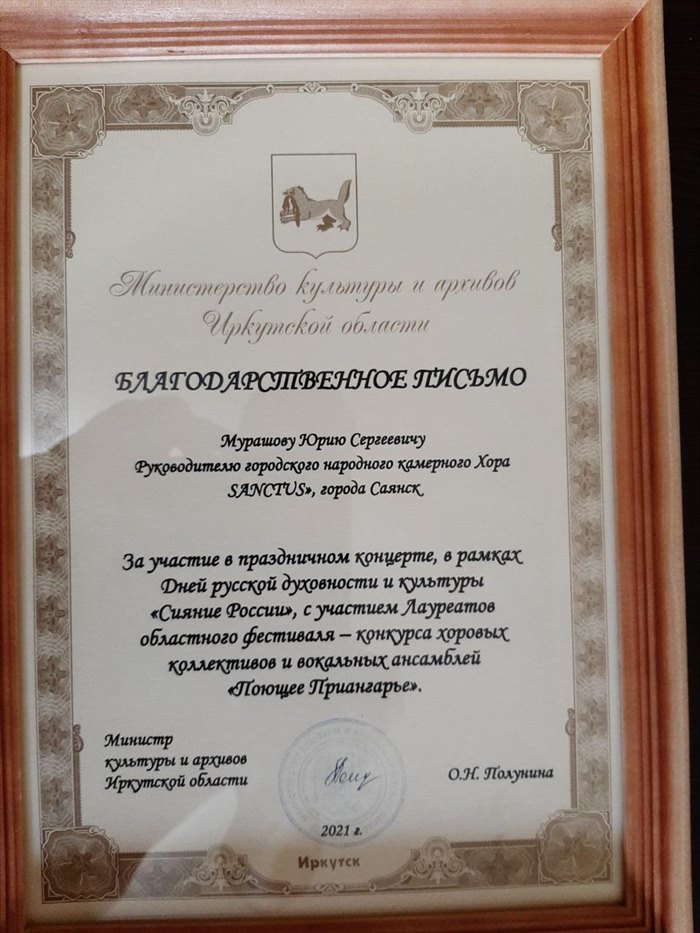 Министерство культуры и архивов
Иркутской области
БЛАГОДАРСТВЕННОЕ ПИСЬМО
Мурашову Юрию Сергеевичу
Руководителю городского народного камерного Хора
SANCTUS», города Саянск
За участие в праздничном концерте, в рамках
Дней русской духовности и культуры
«Сияние России», с участием Лауреатов
областного фестиваля – конкурса хоровых
коллективов и вокальных ансамблей
«Поющее Приангарье».
Министр
культуры и архивов
Иркутской области
О.Н. Полунина
2021 г.
Иркутск